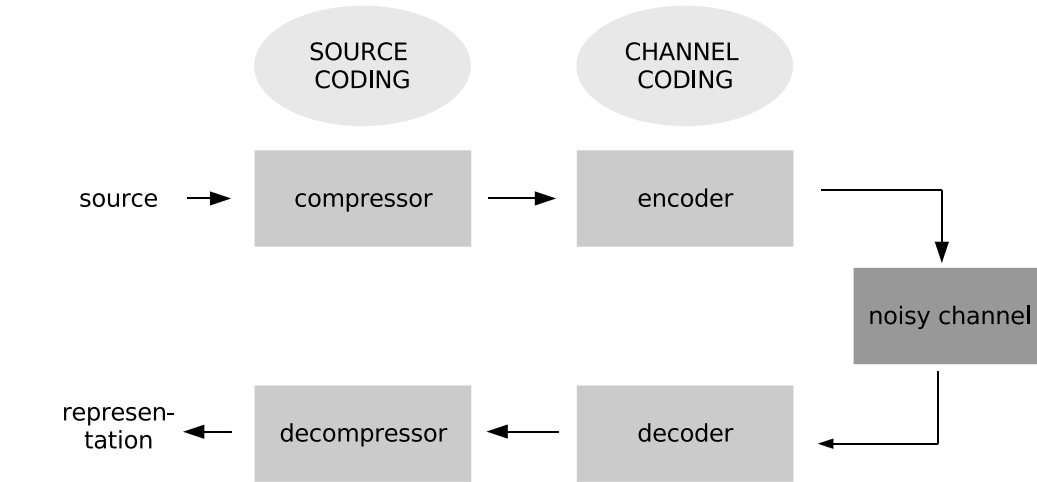 SOURCE
CODING
CHANNEL
CODING
source
compressor
encoder
noisy channel
represen-
tation
decompressor
decoder